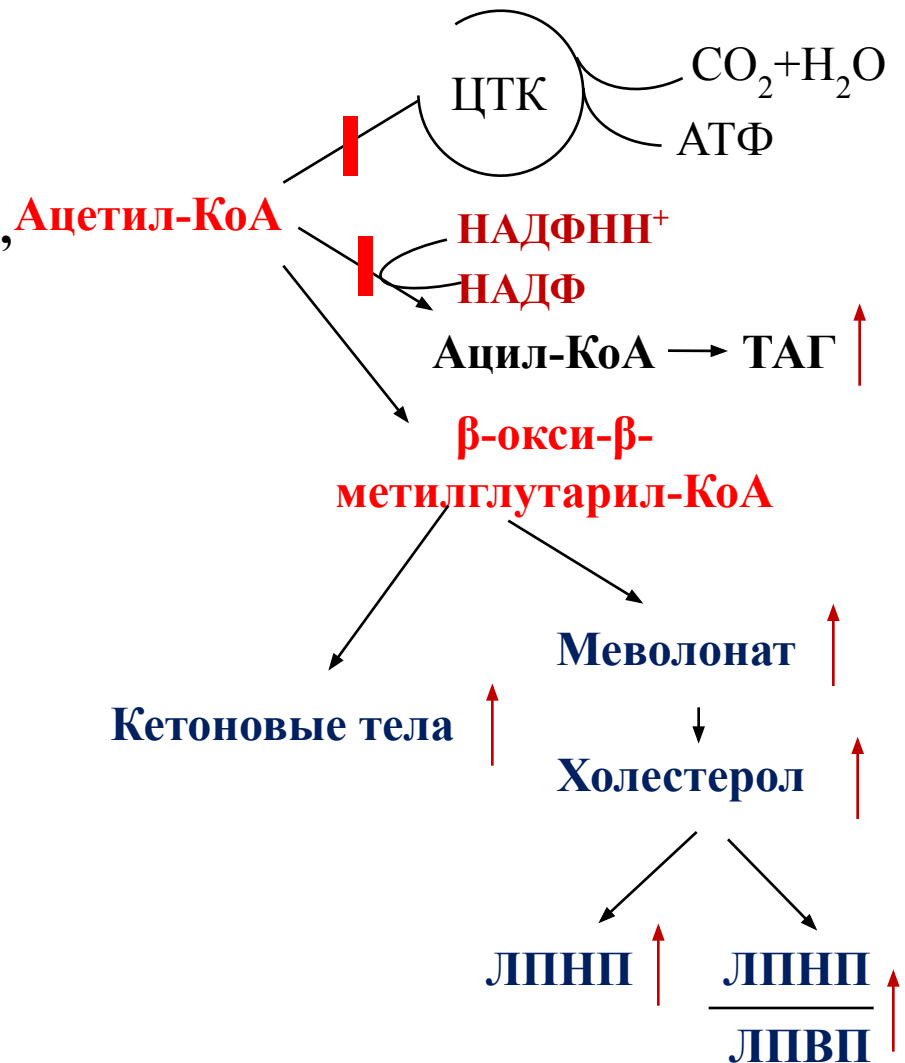 ЦТК
CO2+H2O
АТФ
,Ацетил-КоА
НАДФНН+
НАДФ
Ацил-КоА → ТАГ
β-окси-β-
метилглутарил-КоА
Меволонат
Кетоновые тела
Холестерол
ЛПНП
ЛПНП
ЛПВП